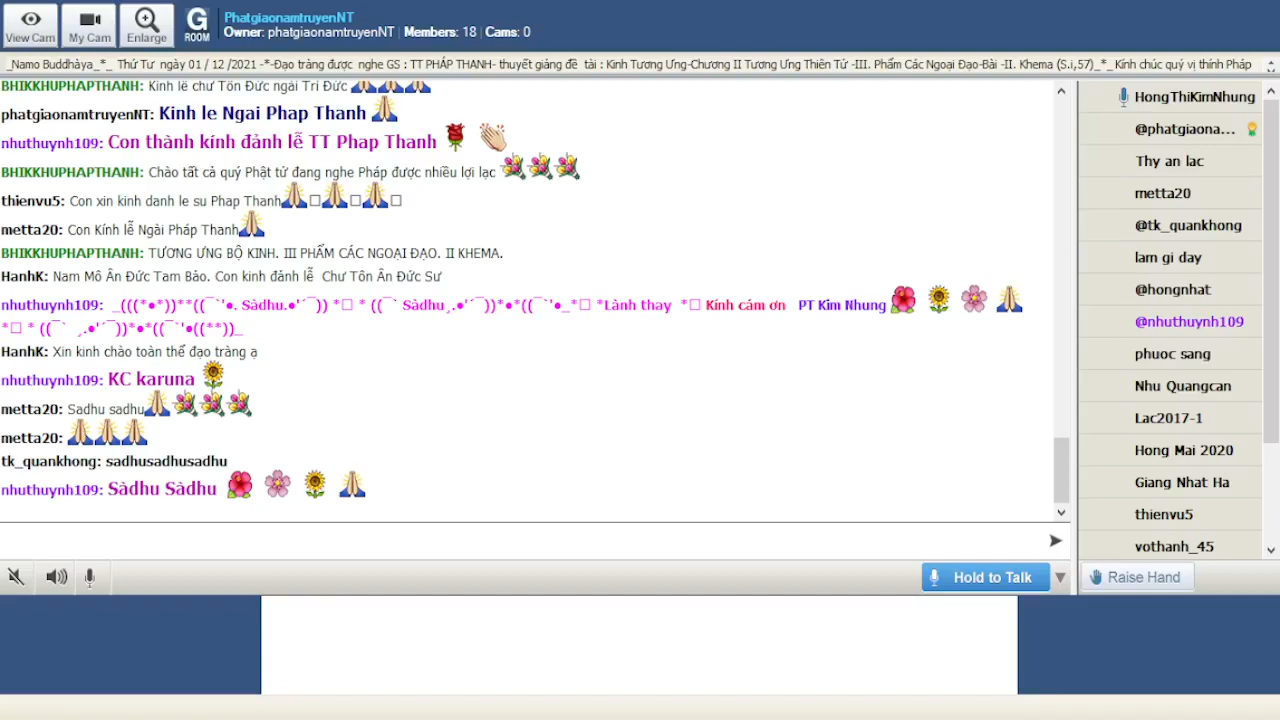 View Cam
My Cam
Enlarge
G
ROOM
PhatgiaonamtruyenNT
Owner: phatgiaonamtruyenNT | Members: 18 | Cams: 0
_Namo Buddhàya_*_ Thứ Tư ngày 01 / 12 /2021 -*-Đạo tràng được nghe GS : TT PHÁP THANH- thuyết giảng đề tài : Kinh Tương Ưng-Chương II Tương Ưng Thiên Tử -III. Phẩm Các Ngoại Đạo-Bài -II. Khema (S.i,57)_*_Kính chúc quý vị thính Pháp
BHIKKHUPHAPTHANH: Kính lễ chư Tôn Đức ngài Trí Đức
phatgiaonamtruyenNT: Kinh le Ngai Phap Thanh
nhuthuynh109: Con thành kính đảnh lễ TT Phap Thanh
BHIKKHUPHAPTHANH: Chào tất cả quý Phật tử đang nghe Pháp được nhiều lợi lạc
thienvu5: Con xin kinh danh le su Phap Thanh
metta20: Con Kính lễ Ngài Pháp Thanh
BHIKKHUPHAPTHANH: TƯƠNG ƯNG BỘ KINH. III PHẨM CÁC NGOẠI ĐẠO. II KHEMA.
HanhK: Nam Mô Ân Đức Tam Bảo. Con kinh đảnh lễ Chư Tôn Ân Đức Sư
nhuthuynh109: _(((*•*))**((¯`'•. Sàdhu.•'´¯)) *□ * ((¯` Sàdhu¸.•'´¯))*•*((¯`'•_*□ *Lành thay *□ Kính cám ơn PT Kim Nhung
*□ * ((¯` ¸.•'´¯))*•*((¯`'•((**))_
HanhK: Xin kinh chào toàn thể đạo tràng ạ
nhuthuynh109: KC karuna
metta20: Sadhu sadhu
metta20:
tk_quankhong: sadhusadhusadhu
nhuthuynh109: Sàdhu Sàdhu
Hold to Talk
HongThiKimNhung
@phatgiaona...
Thy an lac
metta20
@tk_quankhong
lam gi day
@hongnhat
@nhuthuynh109
phuoc sang
Nhu Quangcan
Lac2017-1
Hong Mai 2020
Giang Nhat Ha
thienvu5
vothanh_45
Raise Hand